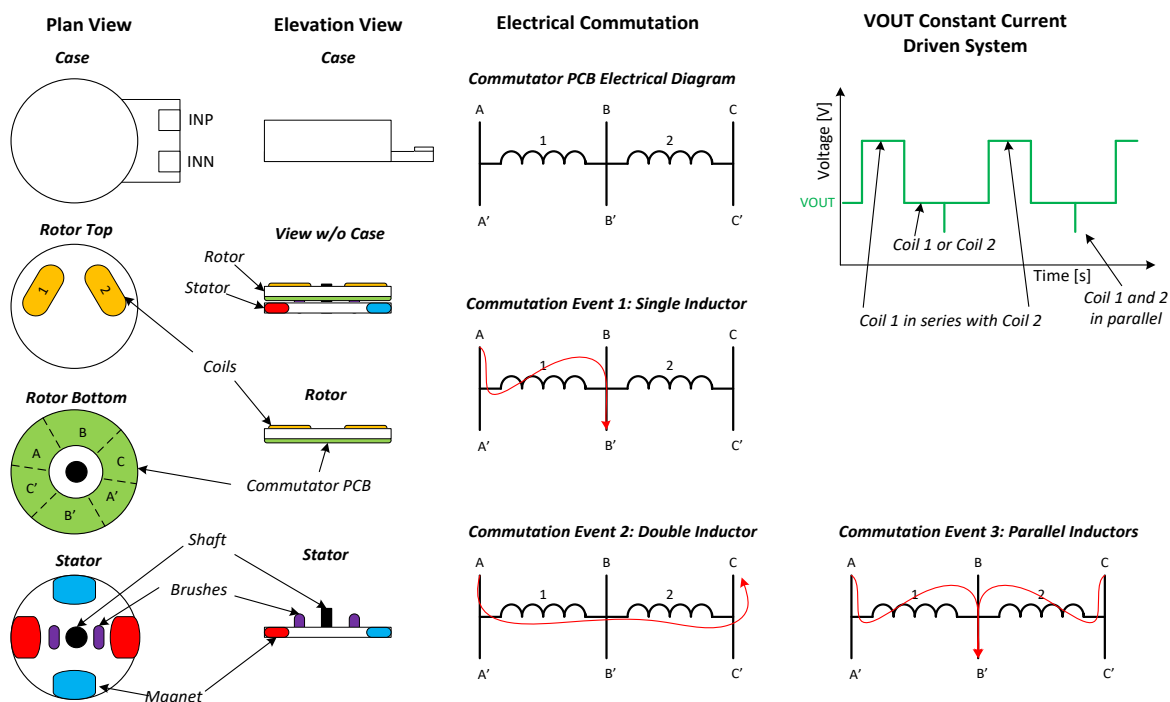 Plan View
Case
INP
INN
Rotor Top
1
2
Coils
Rotor Bottom
B
A
C
C'
A'
B'
Commutator PCB
Stator
Shaft
Brushes
Magnet
Elevation View
Case
View w/o Case
Rotor
Stator
Rotor
Stator
Electrical Commutation
Commutator PCB Electrical Diagram
A
B
C
1
2
A'
B'
C'
Commutation Event 1: Single Inductor
A
B
C
1
2
A'
B'
C'
Commutation Event 2: Double Inductor
A
B
C
1
2
A'
B'
C'
VOUT Constant Current
Driven System
Voltage [V]
VOUT
Coil 1 or Coil 2
Time [s]
Coil 1 in series with Coil 2
Coil 1 and 2
in parallel
Commutation Event 3: Parallel Inductors
A
B
C
1
2
A'
B'
C'